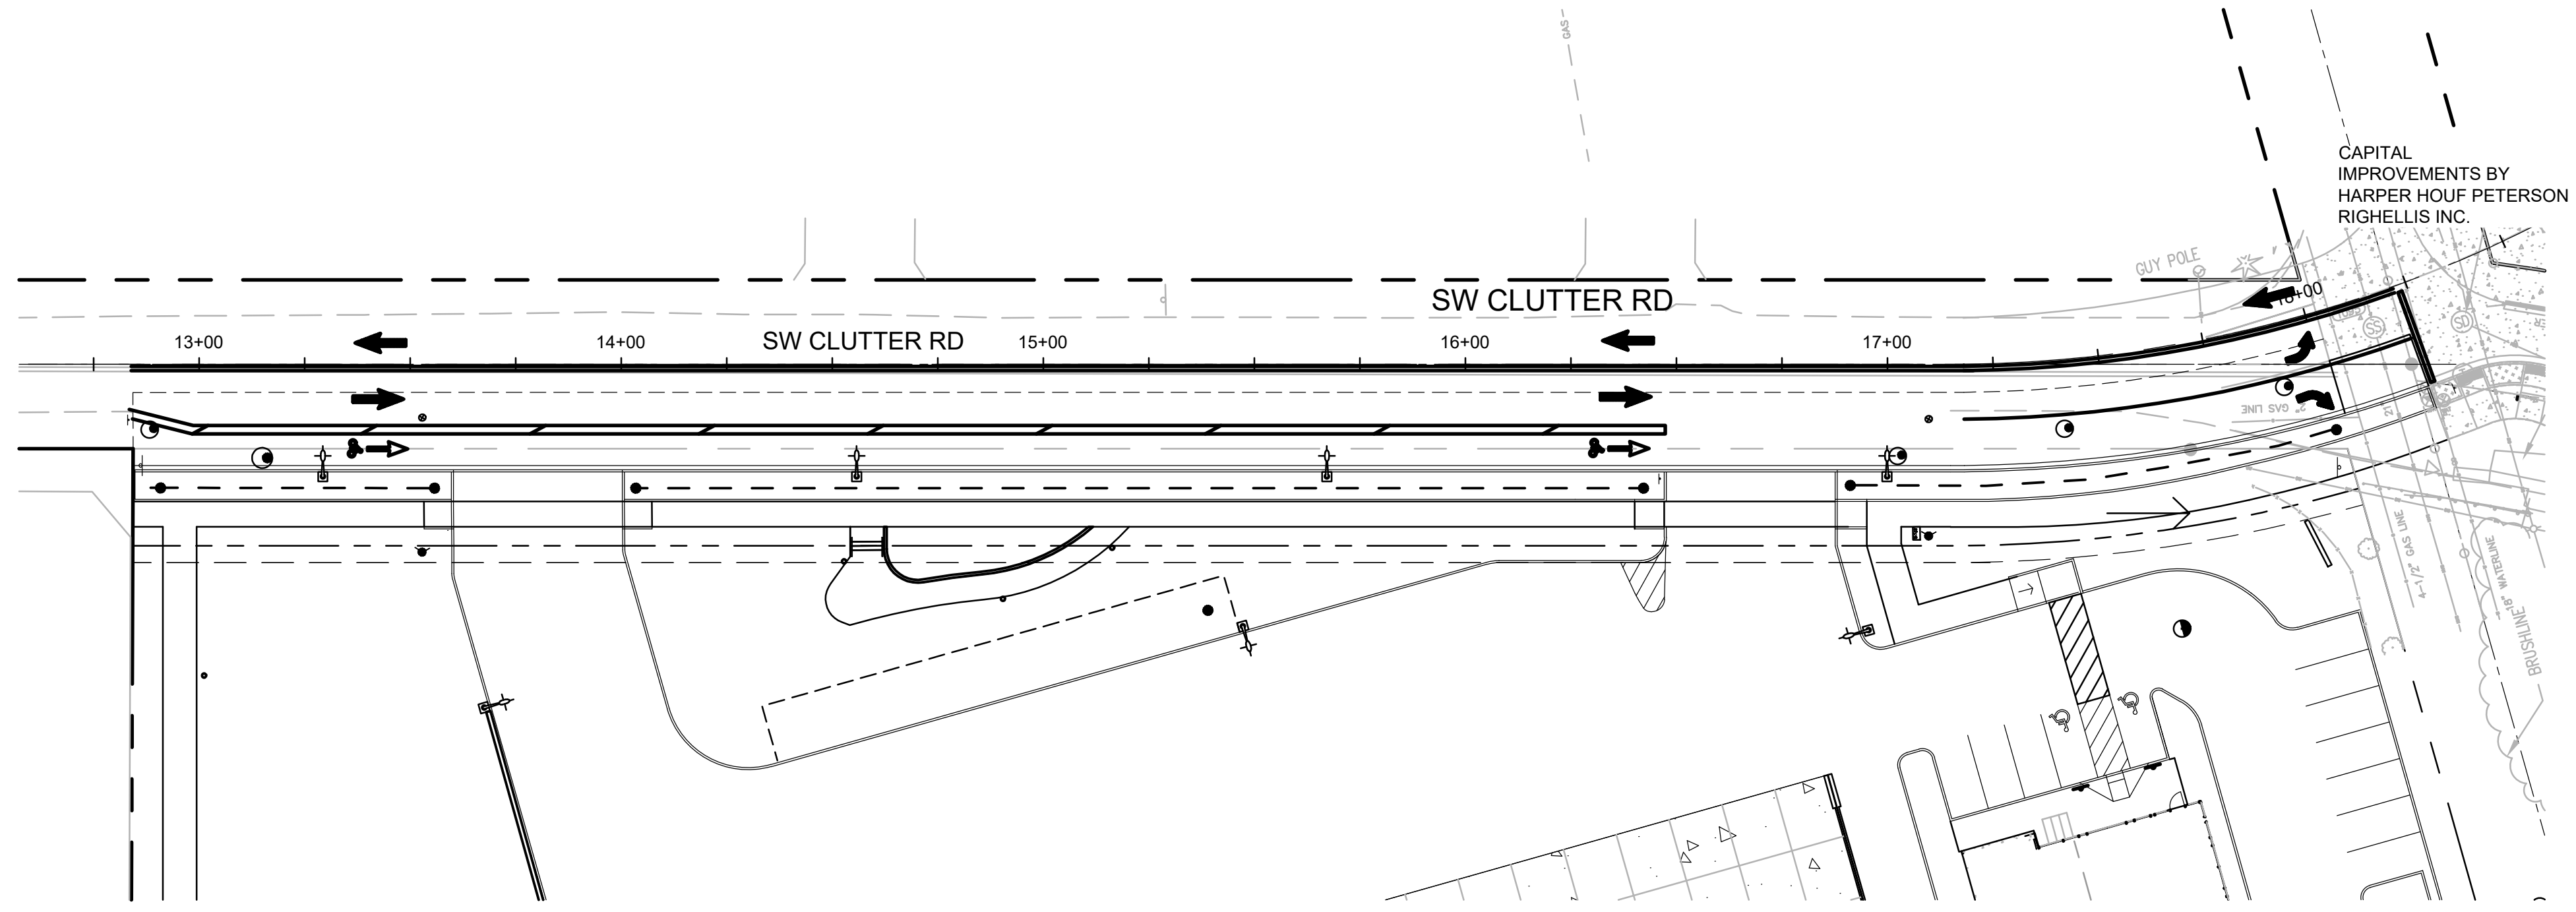 GAS
CAPITAL
IMPROVEMENTS BY
HARPER HOUF PETERSON
RIGHELLIS INC.
GUY POLE
SW CLUTTER RD
18+00
SW CLUTTER RD
13+00
14+00
15+00
16+00
17+00
SS
SD
2" GAS LINE
4-1/2" GAS LINE
18" WATERLINE
BRUSHLINE